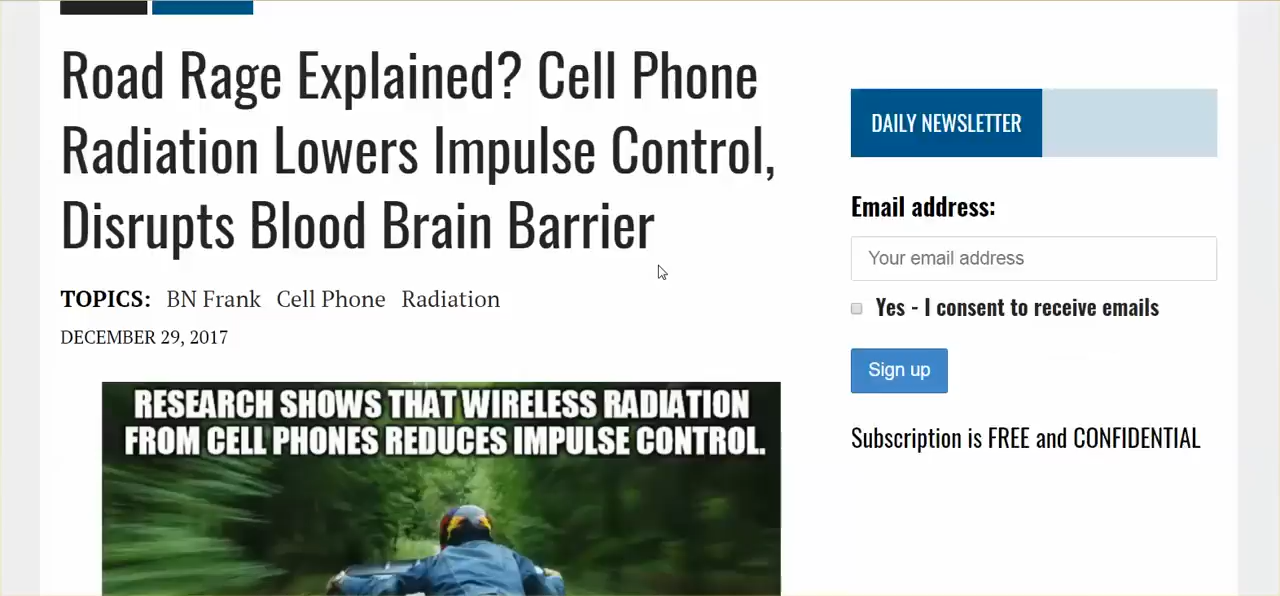 Road Rage Explained? Cell Phone
Radiation Lowers Impulse Control,
Disrupts Blood Brain Barrier
TOPICS: BN Frank Cell Phone Radiation
DECEMBER 29, 2017
RESEARCH SHOWS THAT WIRELESS RADIATION
FROM CELL PHONES REDUCES IMPULSE CONTROL.
DAILY NEWSLETTER
Email address:
Your email address
Yes - I consent to receive emails
Sign up
Subscription is FREE and CONFIDENTIAL